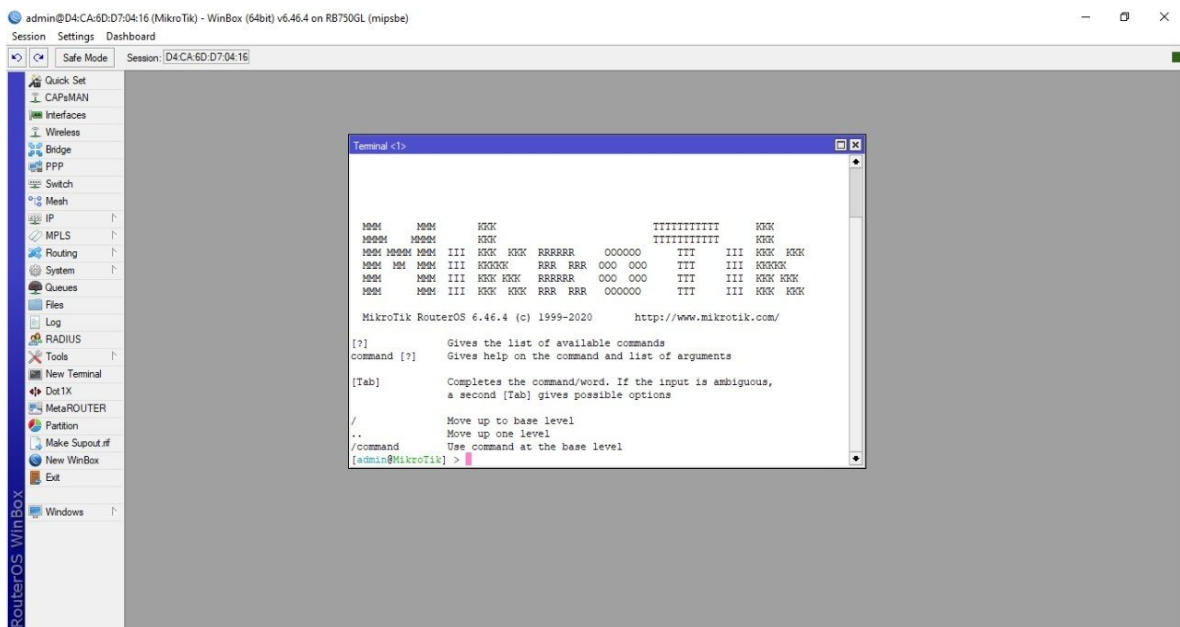 admin@D4:CA:6D:D7:04:16 (MikroTik) - WinBox (64bit) v6.46.4 on RB750GL (mipsbe)
Session Settings Dashboard
Safe Mode Session: D4:CA:6D:D7:04:16
Quick Set
CAPsMAN
Interfaces
Wireless
Bridge
PPP
Switch
Mesh
IP
MPLS
Routing
System
Queues
Files
Log
RADIUS
Tools
New Terminal
Dot1X
MetaROUTER
Partition
Make Supout.rif
New WinBox
Exit
Windows
RouterOS WinBox
Terminal <1>
MMM MMM KKK TTTTTTTTTTT KKK
MMMM MMMM KKK TTTTTTTTTTT KKK
MMM MMMM MMM III KKK KKK RRRRRR OOOOOO TTT III KKK KKK
MMM MM MMM III KKKKK RRR RRR OOO OOO TTT III KKKKK
MMM MMM III KKK KKK RRRRRR OOO OOO TTT III KKK KKK
MMM MMM III KKK KKK RRR RRR OOOOOO TTT III KKK KKK
MikroTik RouterOS 6.46.4 (c) 1999-2020 http://www.mikrotik.com/
[?] Gives the list of available commands
command [?] Gives help on the command and list of arguments
[Tab] Completes the command/word. If the input is ambiguous,
a second [Tab] gives possible options
/ Move up to base level
.. Move up one level
/command Use command at the base level
[admin@MikroTik] >